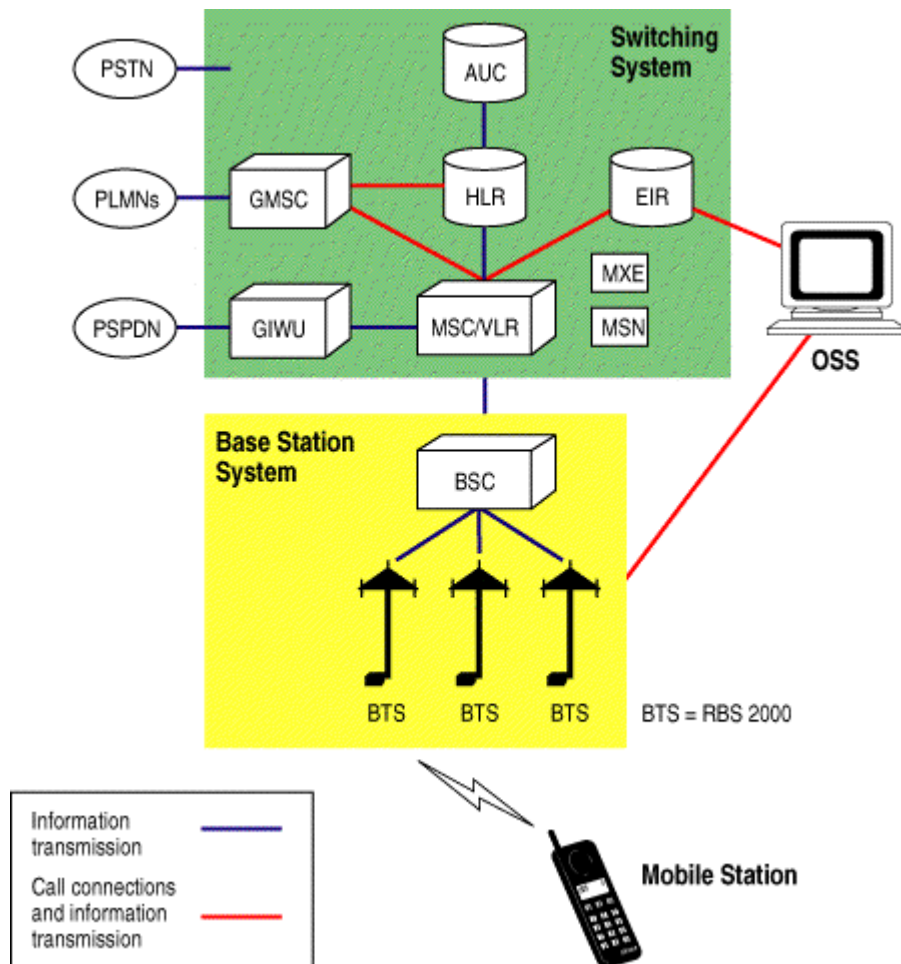 Switching
System
PSTN
AUC
PLMNs
GMSC
HLR
EIR
MXE
PSPDN
GIWU
MSC/VLR
MSN
OSS
Base Station
System
BSC
BTS
BTS
BTS
BTS = RBS 2000
Information
transmission
Call connections
and information
transmission
Mobile Station